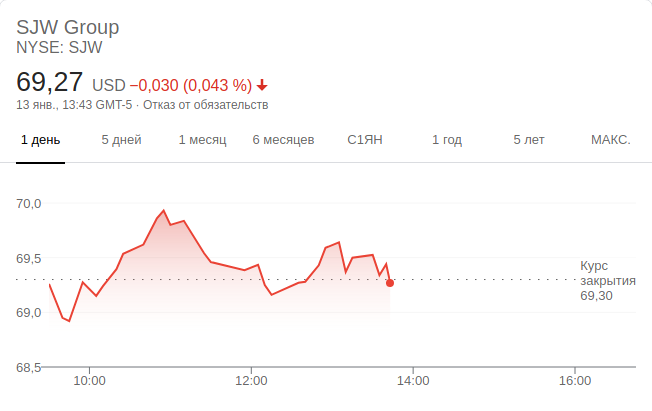 SJW Group
NYSE: SJW
69,27 USD −0,030 (0,043 %)
13 янв., 13:43 GMT-5 · Отказ от обязательств
1 день 5 дней 1 месяц 6 месяцев С1ЯН 1 год 5 лет МАКС.
70,0
69,5
Курс
закрытия
69,30
69,0
68,5
10:00 12:00 14:00 16:00